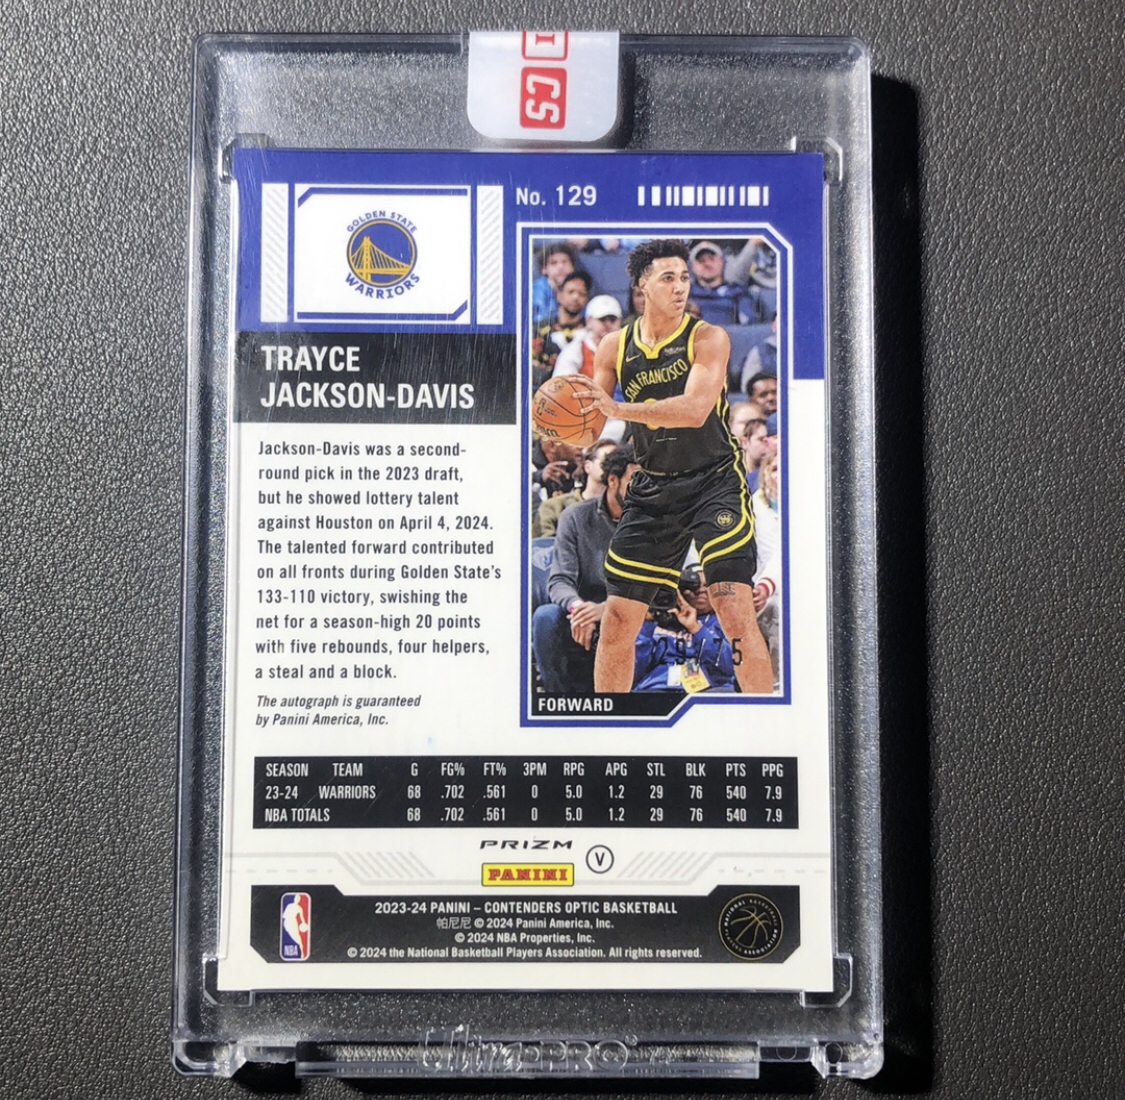 I
CS
No. 129
GOLDEN STATE
WARRIORS
TRAYCE
JACKSON-DAVIS
SAN FRANCISCO
Jackson-Davis was a second-
round pick in the 2023 draft,
but he showed lottery talent
against Houston on April 4, 2024.
The talented forward contributed
on all fronts during Golden State's
133-110 victory, swishing the
net for a season-high 20 points
with five rebounds, four helpers,
a steal and a block.
The autograph is guaranteed
by Panini America, Inc.
FORWARD
SEASON TEAM G FG% FT% 3PM RPG APG STL BLK PTS PPG
23-24 WARRIORS 68 .702 .561 0 5.0 1.2 29 76 540 7.9
NBA TOTALS 68 .702 .561 0 5.0 1.2 29 76 540 7.9
PRIZM
PANINI
V
2023-24 PANINI – CONTENDERS OPTIC BASKETBALL
帕尼尼 © 2024 Panini America, Inc.
© 2024 NBA Properties, Inc.
© 2024 the National Basketball Players Association. All rights reserved.
NBA
NATIONAL BASKETBALL
PLAYERS ASSOCIATION
Ultra PRO